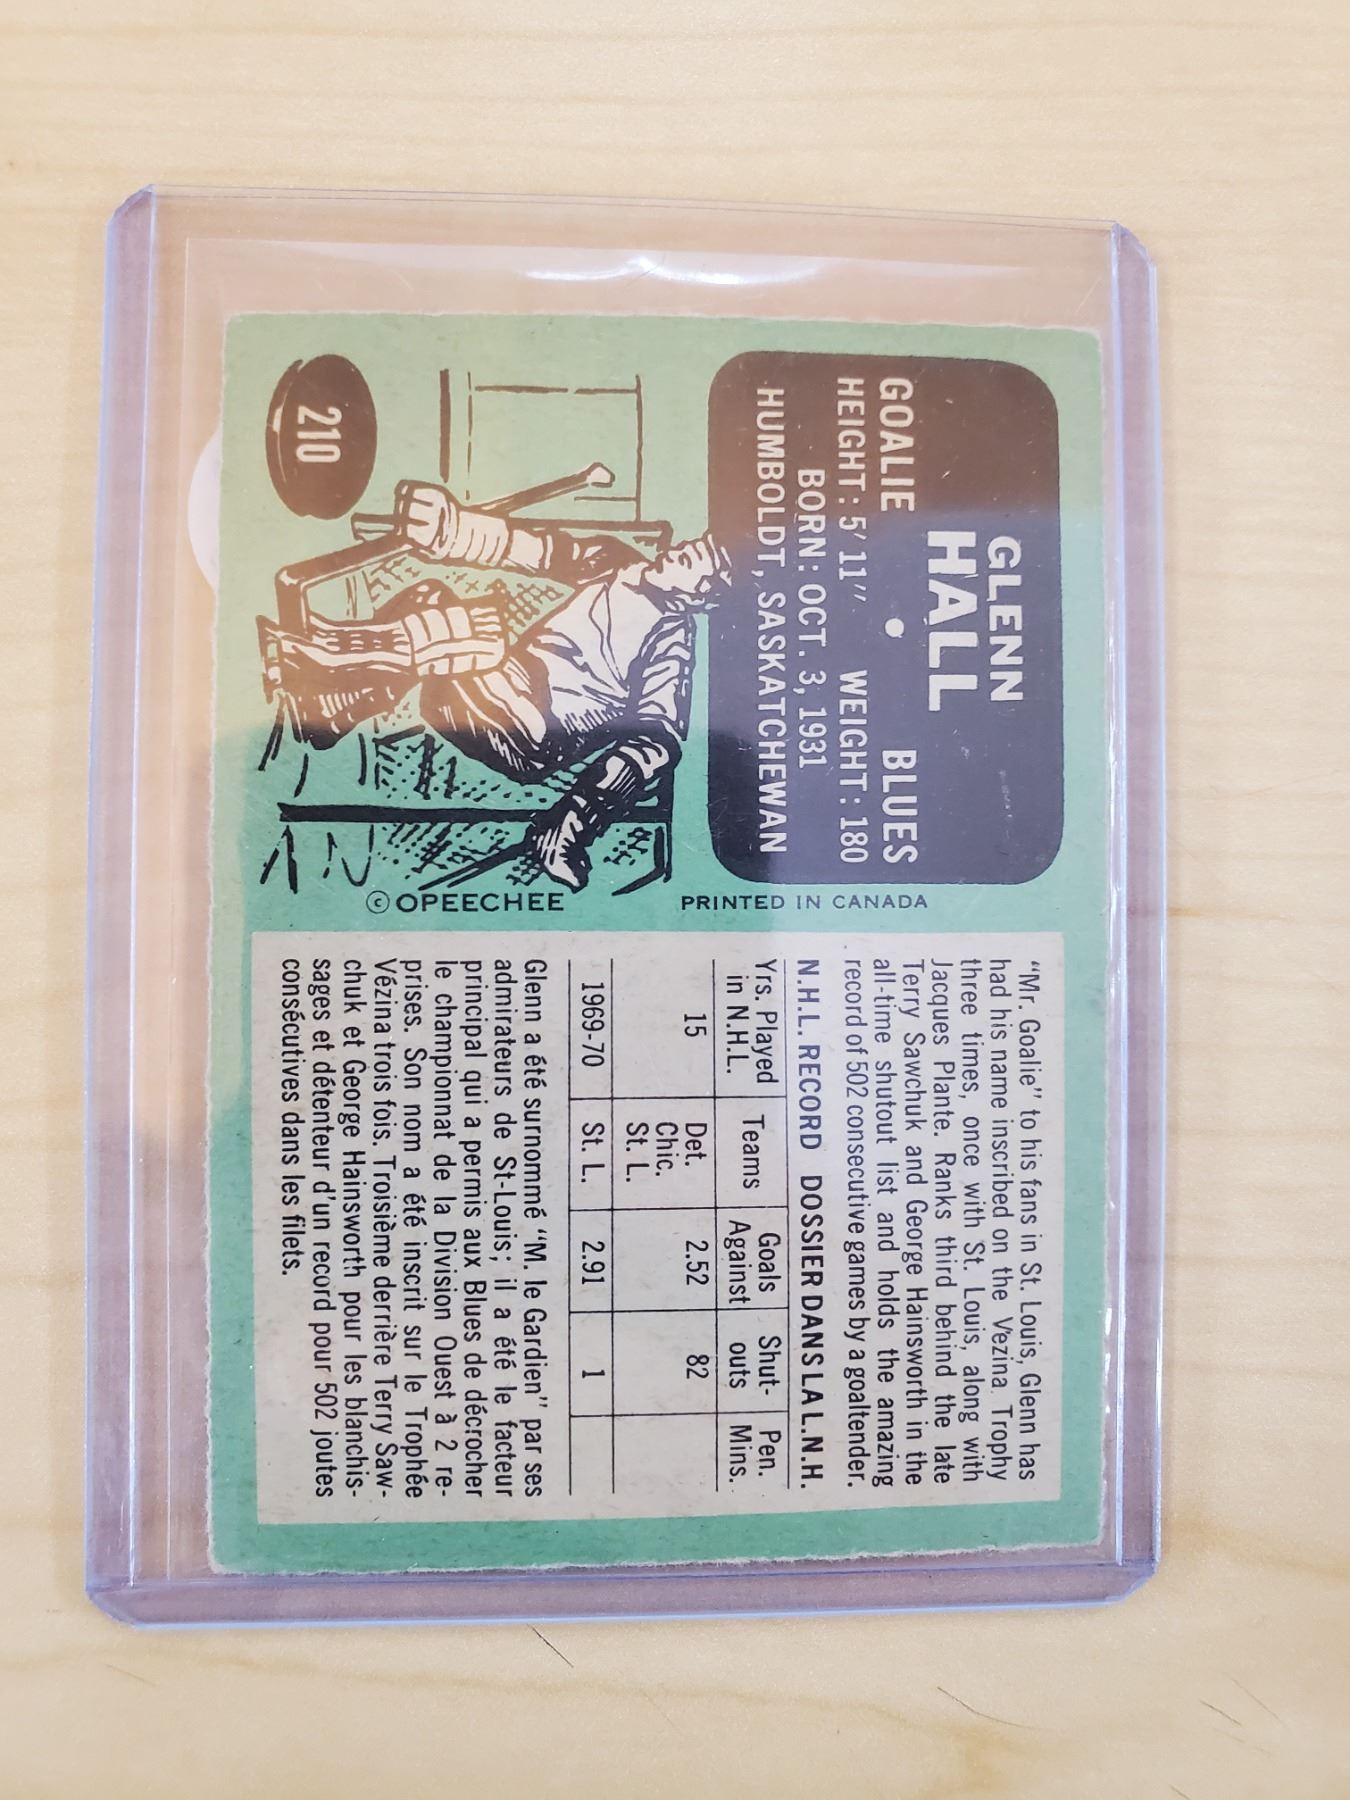 GLENN
HALL
GOALIE • BLUES
HEIGHT: 5'11" WEIGHT: 180
BORN: OCT. 3, 1931
HUMBOLDT, SASKATCHEWAN
210
© OPEECHEE
PRINTED IN CANADA
"Mr. Goalie" to his fans in St. Louis, Glenn has
had his name inscribed on the Vezina Trophy
three times, once with St. Louis, along with
Jacques Plante. Ranks third behind the late
Terry Sawchuk and George Hainsworth in the
all-time shutout list and holds the amazing
record of 502 consecutive games by a goaltender.
N.H.L. RECORD DOSSIER DANS LA L.N.H.
Yrs. Played Teams Goals Shut- Pen.
in N.H.L. Against outs Mins.
15 Det. 2.52 82
Chic.
St. L.
1969-70 St. L. 2.91 1
Glenn a été surnommé "M. le Gardien" par ses
admirateurs de St-Louis; il a été le facteur
principal qui a permis aux Blues de décrocher
le championnat de la Division Ouest à 2 re-
prises. Son nom a été inscrit sur le Trophée
Vézina trois fois. Troisième derrière Terry Saw-
chuk et George Hainsworth pour les blanchis-
sages et détenteur d'un record pour 502 joutes
consécutives dans les filets.